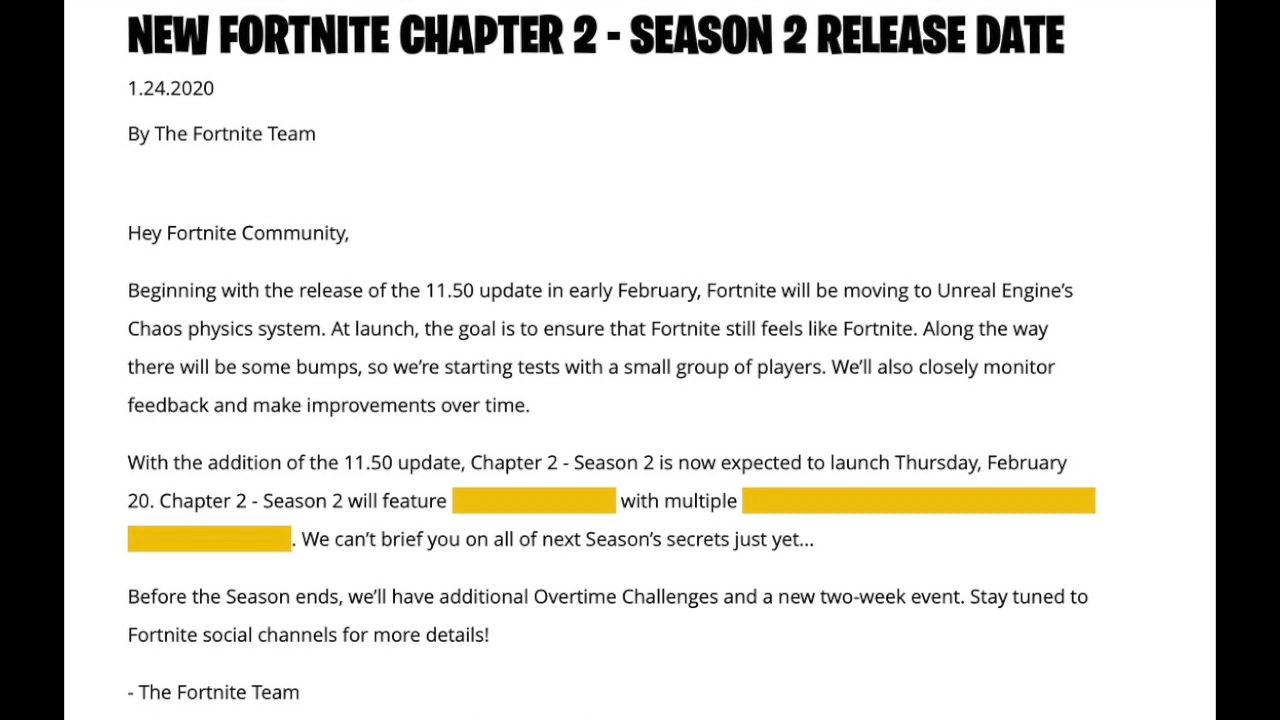 NEW FORTNITE CHAPTER 2 - SEASON 2 RELEASE DATE
1.24.2020
By The Fortnite Team
Hey Fortnite Community,
Beginning with the release of the 11.50 update in early February, Fortnite will be moving to Unreal Engine’s
Chaos physics system. At launch, the goal is to ensure that Fortnite still feels like Fortnite. Along the way
there will be some bumps, so we’re starting tests with a small group of players. We’ll also closely monitor
feedback and make improvements over time.
With the addition of the 11.50 update, Chapter 2 - Season 2 is now expected to launch Thursday, February
20. Chapter 2 - Season 2 will feature with multiple
. We can’t brief you on all of next Season’s secrets just yet...
Before the Season ends, we’ll have additional Overtime Challenges and a new two-week event. Stay tuned to
Fortnite social channels for more details!
- The Fortnite Team